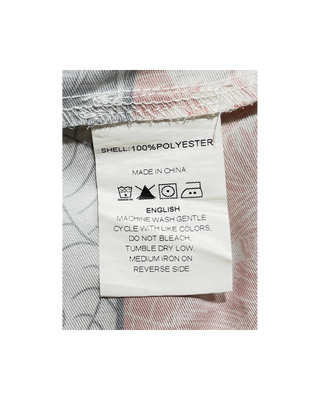 SHELL:100%POLYESTER
MADE IN CHINA
ENGLISH
MACHINE WASH GENTLE
CYCLE WITH LIKE COLORS.
DO NOT BLEACH.
TUMBLE DRY LOW.
MEDIUM IRON ON
REVERSE SIDE.